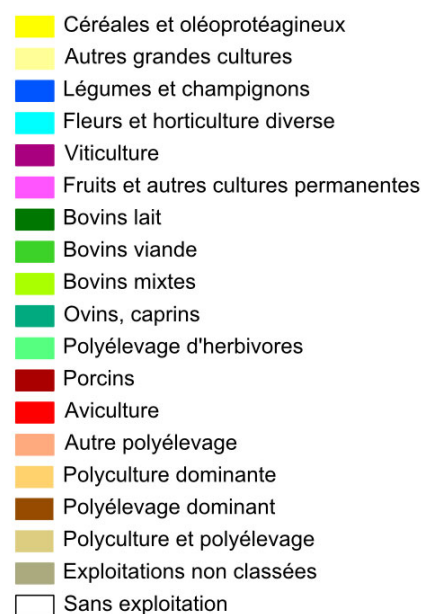 Céréales et oléoprotéagineux
Autres grandes cultures
Légumes et champignons
Fleurs et horticulture diverse
Viticulture
Fruits et autres cultures permanentes
Bovins lait
Bovins viande
Bovins mixtes
Ovins, caprins
Polyélevage d'herbivores
Porcins
Aviculture
Autre polyélevage
Polyculture dominante
Polyélevage dominant
Polyculture et polyélevage
Exploitations non classées
Sans exploitation